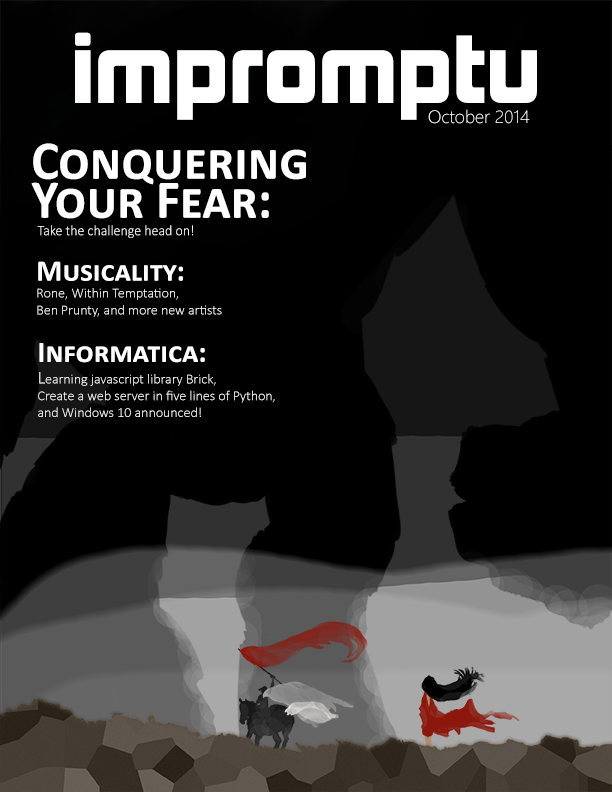 impromptu
October 2014
Conquering
Your Fear:
Take the challenge head on!
Musicality:
Rone, Within Temptation,
Ben Prunty, and more new artists
Informatica:
Learning javascript library Brick,
Create a web server in five lines of Python,
and Windows 10 announced!